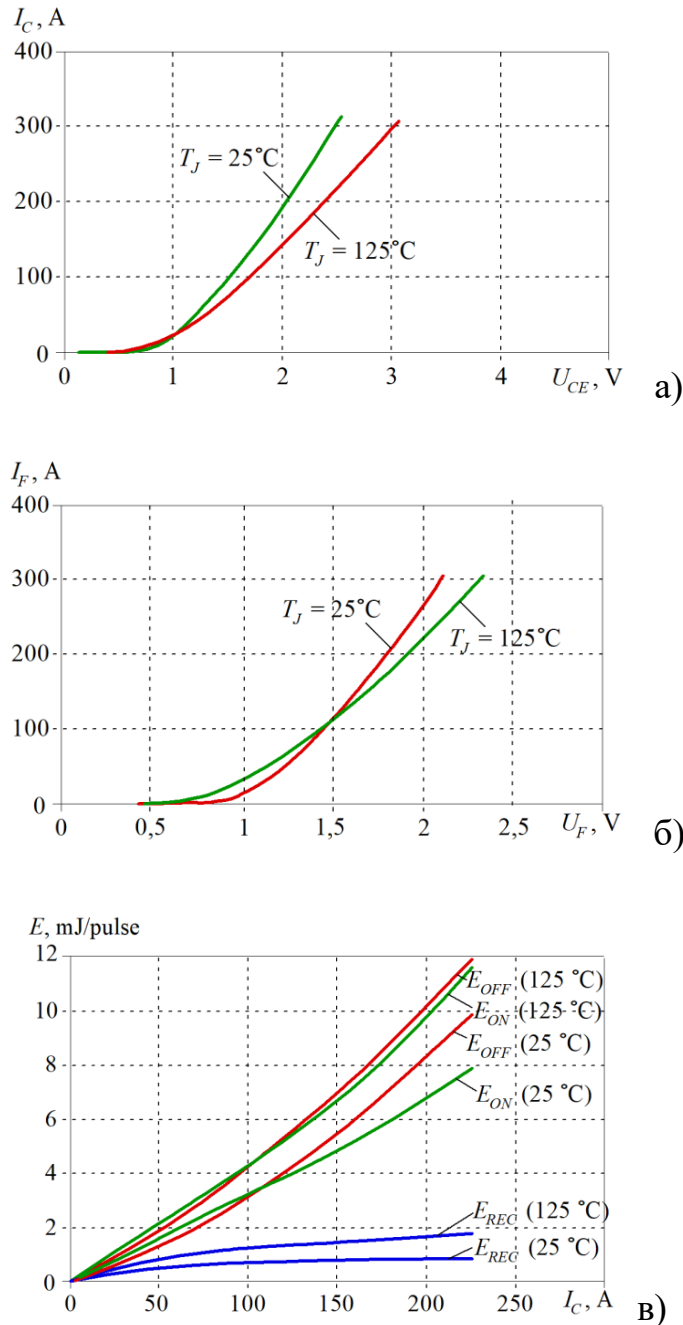 I_C, A
400
300
200
100
0
T_J = 25°C
T_J = 125°C
0 1 2 3 4 U_CE, V
а)
I_F, A
400
300
200
100
0
T_J = 25°C
T_J = 125°C
0 0,5 1 1,5 2 2,5 U_F, V
б)
E, mJ/pulse
12
10
8
6
4
2
0
E_OFF (125 °C)
E_ON (125 °C)
E_OFF (25 °C)
E_ON (25 °C)
E_REC (125 °C)
E_REC (25 °C)
0 50 100 150 200 250 I_C, A
в)